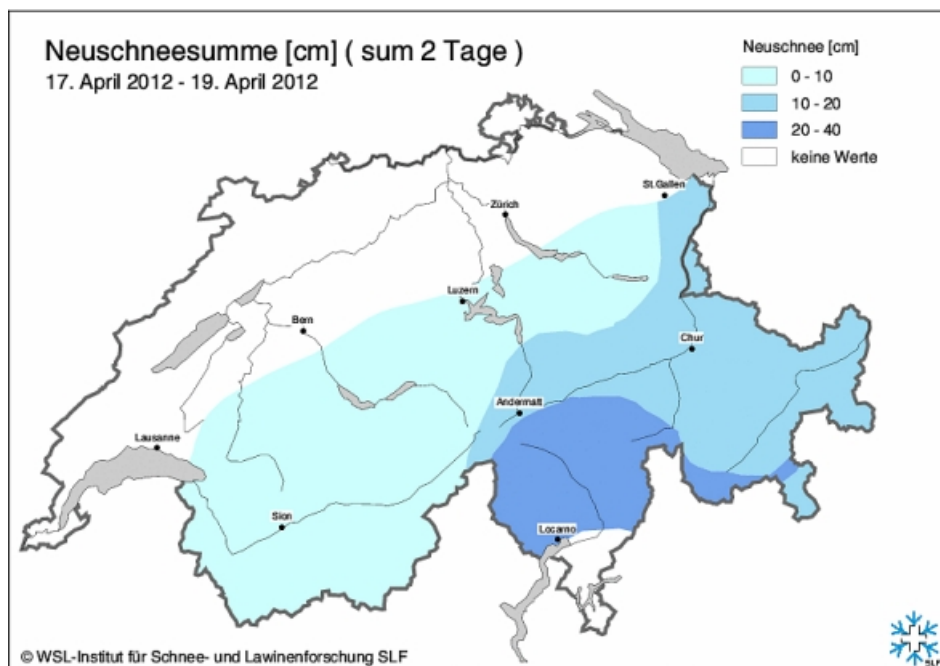 Neuschneesumme [cm] ( sum 2 Tage )
17. April 2012 - 19. April 2012
Neuschnee [cm]
0 - 10
10 - 20
20 - 40
keine Werte
St.Gallen
Zürich
Luzern
Bern
Chur
Andermatt
Lausanne
Sion
Locarno
© WSL-Institut für Schnee- und Lawinenforschung SLF